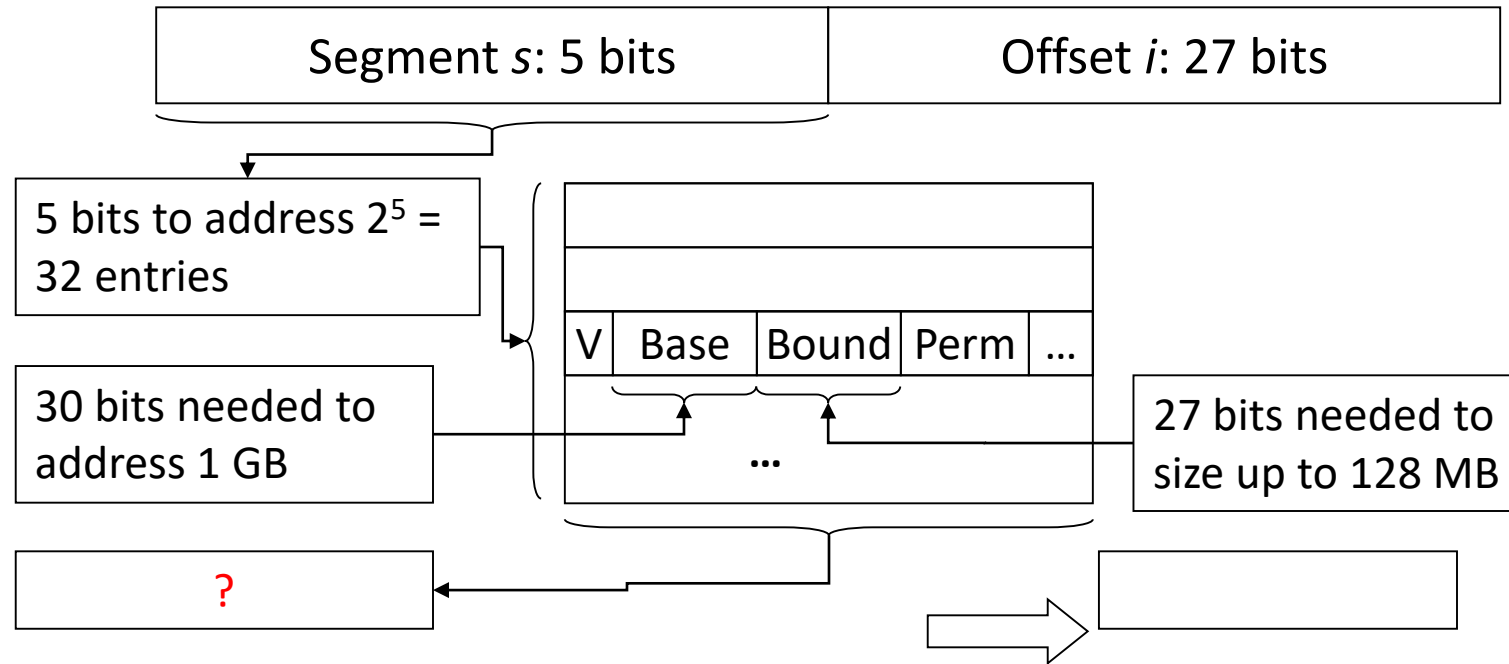 Segment s: 5 bits
Offset i: 27 bits
5 bits to address 2⁵ =
32 entries
V
Base
Bound
Perm
...
30 bits needed to
address 1 GB
...
27 bits needed to
size up to 128 MB
?